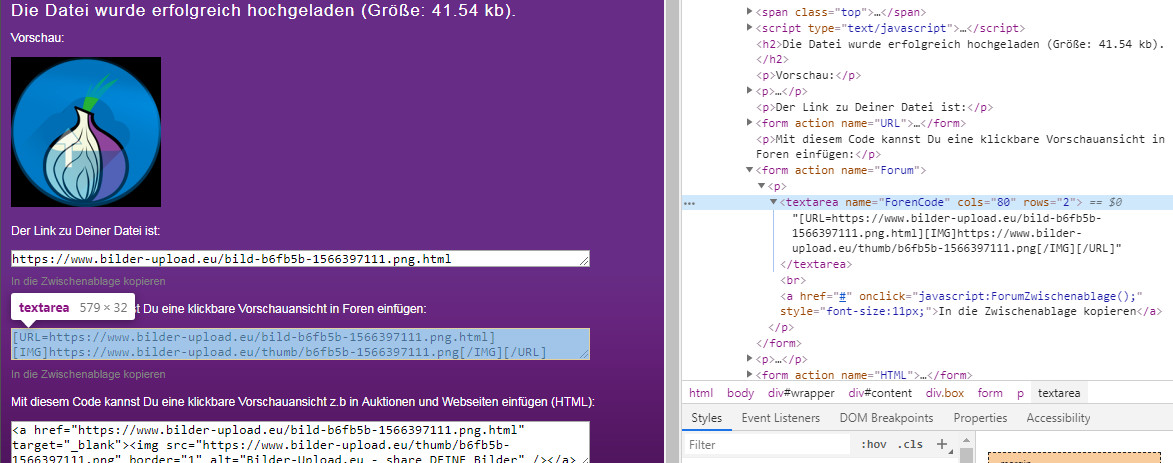 Die Datei wurde erfolgreich hochgeladen (Größe: 41.54 kb).
Vorschau:
Der Link zu Deiner Datei ist:
https://www.bilder-upload.eu/bild-b6fb5b-1566397111.png.html
In die Zwischenablage kopieren
textarea 579 × 32
st Du eine klickbare Vorschauansicht in Foren einfügen:
[URL=https://www.bilder-upload.eu/bild-b6fb5b-1566397111.png.html]
[IMG]https://www.bilder-upload.eu/thumb/b6fb5b-1566397111.png[/IMG][/URL]
In die Zwischenablage kopieren
Mit diesem Code kannst Du eine klickbare Vorschauansicht z.b in Auktionen und Webseiten einfügen (HTML):
<a href="https://www.bilder-upload.eu/bild-b6fb5b-1566397111.png.html"
target="_blank"><img src="https://www.bilder-upload.eu/thumb/b6fb5b-
1566397111.png" border="1" alt="Bilder-Upload.eu - share DEINE Bilder" /></a>
<span class="top">…</span>
<script type="text/javascript">…</script>
<h2>Die Datei wurde erfolgreich hochgeladen (Größe: 41.54 kb).
</h2>
<p>Vorschau:</p>
<p>…</p>
<p>Der Link zu Deiner Datei ist:</p>
<form action name="URL">…</form>
<p>Mit diesem Code kannst Du eine klickbare Vorschauansicht in
Foren einfügen:</p>
<form action name="Forum">
<p>
… <textarea name="ForenCode" cols="80" rows="2"> == $0
"[URL=https://www.bilder-upload.eu/bild-b6fb5b-
1566397111.png.html][IMG]https://www.bilder-
upload.eu/thumb/b6fb5b-1566397111.png[/IMG][/URL]"
</textarea>
<br>
<a href="#" onclick="javascript:ForumZwischenablage();"
style="font-size:11px;">In die Zwischenablage kopieren</a>
</p>
</form>
<p>…</p>
<form action name="HTML">…</form>
html body div#wrapper div#content div.box form p textarea
Styles Event Listeners DOM Breakpoints Properties Accessibility
Filter :hov .cls +